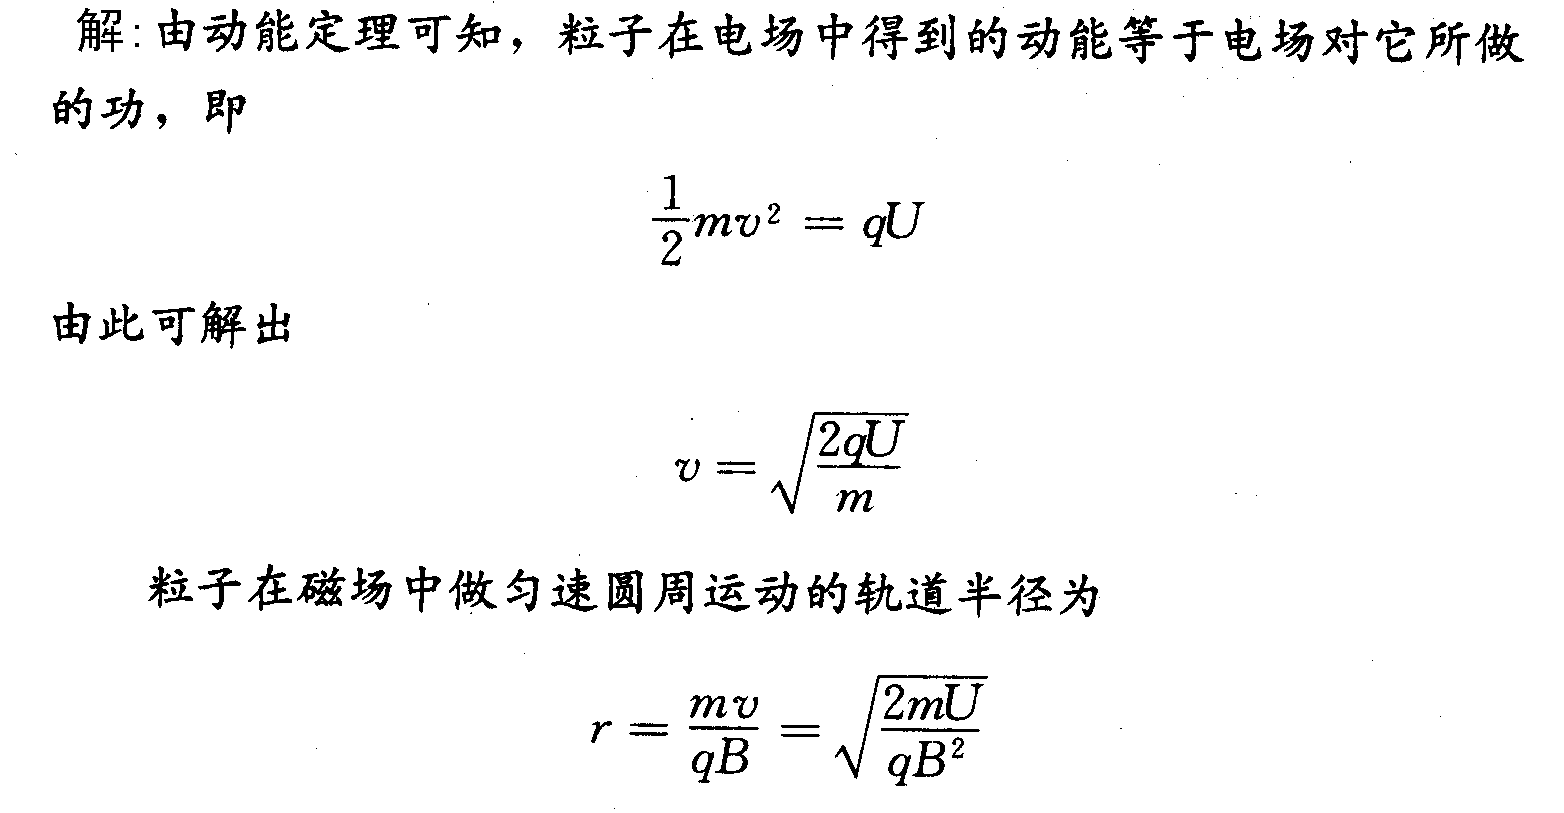 解:由动能定理可知，粒子在电场中得到的动能等于电场对它所做
的功，即
$\frac{1}{2}mv^2 = qU$
由此可解出
$v = \sqrt{\frac{2qU}{m}}$
粒子在磁场中做匀速圆周运动的轨道半径为
$r = \frac{mv}{qB} = \sqrt{\frac{2mU}{qB^2}}$